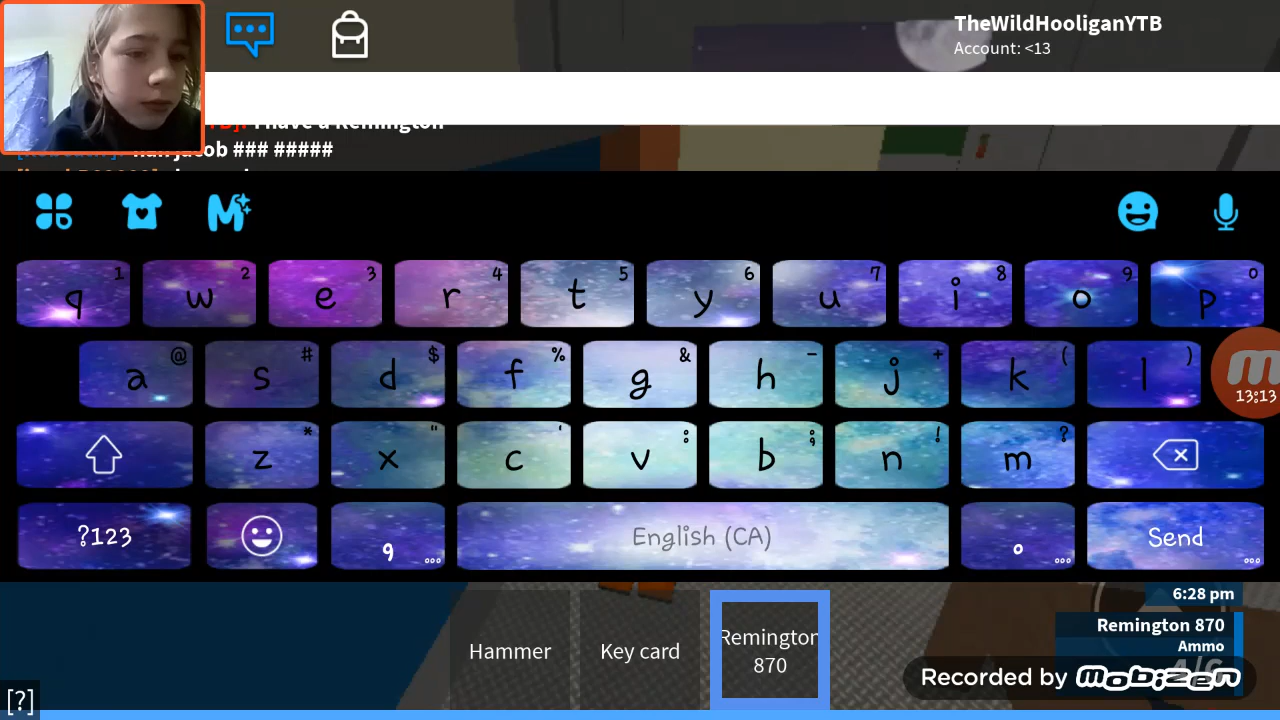 TheWildHooliganYTB
Account: <13
I have a Remington
jacob ### #####
M
1 2 3 4 5 6 7 8 9 0
q w e r t y u i o p
@ # $ % & - + ( )
a s d f g h j k l
13:13
* " ' : ; ! ?
z x c v b n m
?123 , ... English (CA) . ... Send ...
6:28 pm
Remington 870
Ammo
Hammer
Key card
Remington
870
Recorded by mobizen
[?]